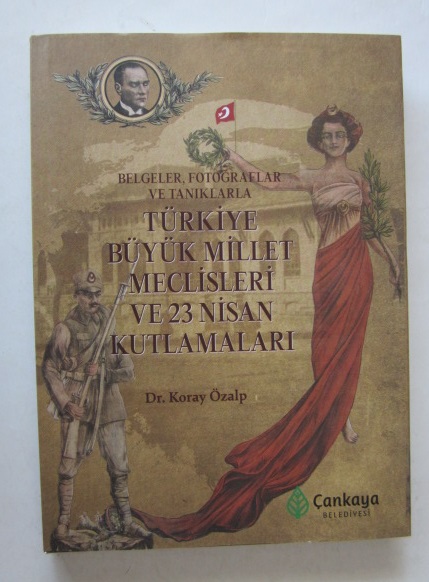 BELGELER, FOTOĞRAFLAR
VE TANIKLARLA
TÜRKİYE
BÜYÜK MİLLET
MECLİSLERİ
VE 23 NİSAN
KUTLAMALARI
Dr. Koray Özalp
Çankaya
BELEDİYESİ